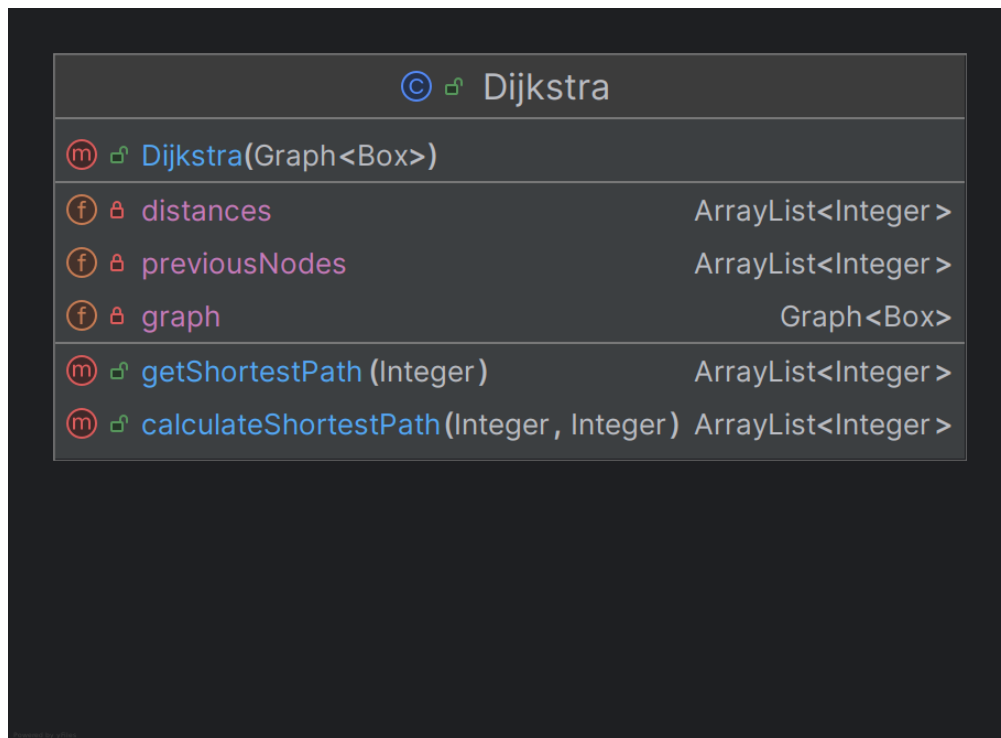 C Dijkstra
m Dijkstra(Graph<Box>)
f distances ArrayList<Integer>
f previousNodes ArrayList<Integer>
f graph Graph<Box>
m getShortestPath(Integer) ArrayList<Integer>
m calculateShortestPath(Integer, Integer) ArrayList<Integer>